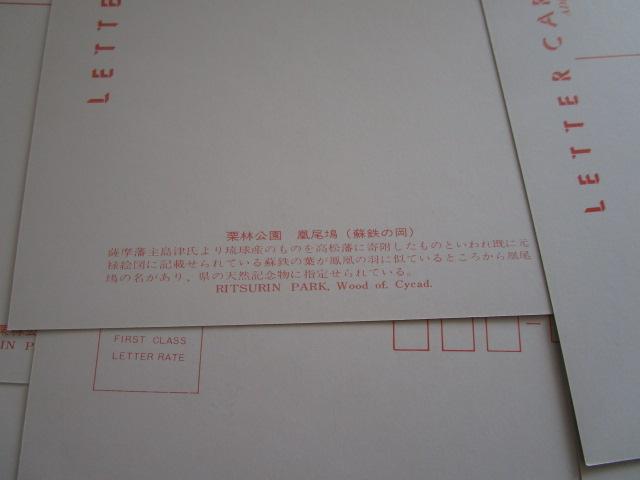 LETTE
LETTER CAR
栗林公園　鳳尾塢（蘇鉄の岡）
薩摩藩主島津氏より琉球産のものを高松藩に寄附したものといわれ既に元
禄絵図に記載せられている蘇鉄の葉が鳳凰の羽に似ているところから鳳尾
塢の名があり、県の天然記念物に指定せられている。
RITSURIN PARK, Wood of. Cycad.
栗林公
IN P
FIRST CLASS
LETTER RATE